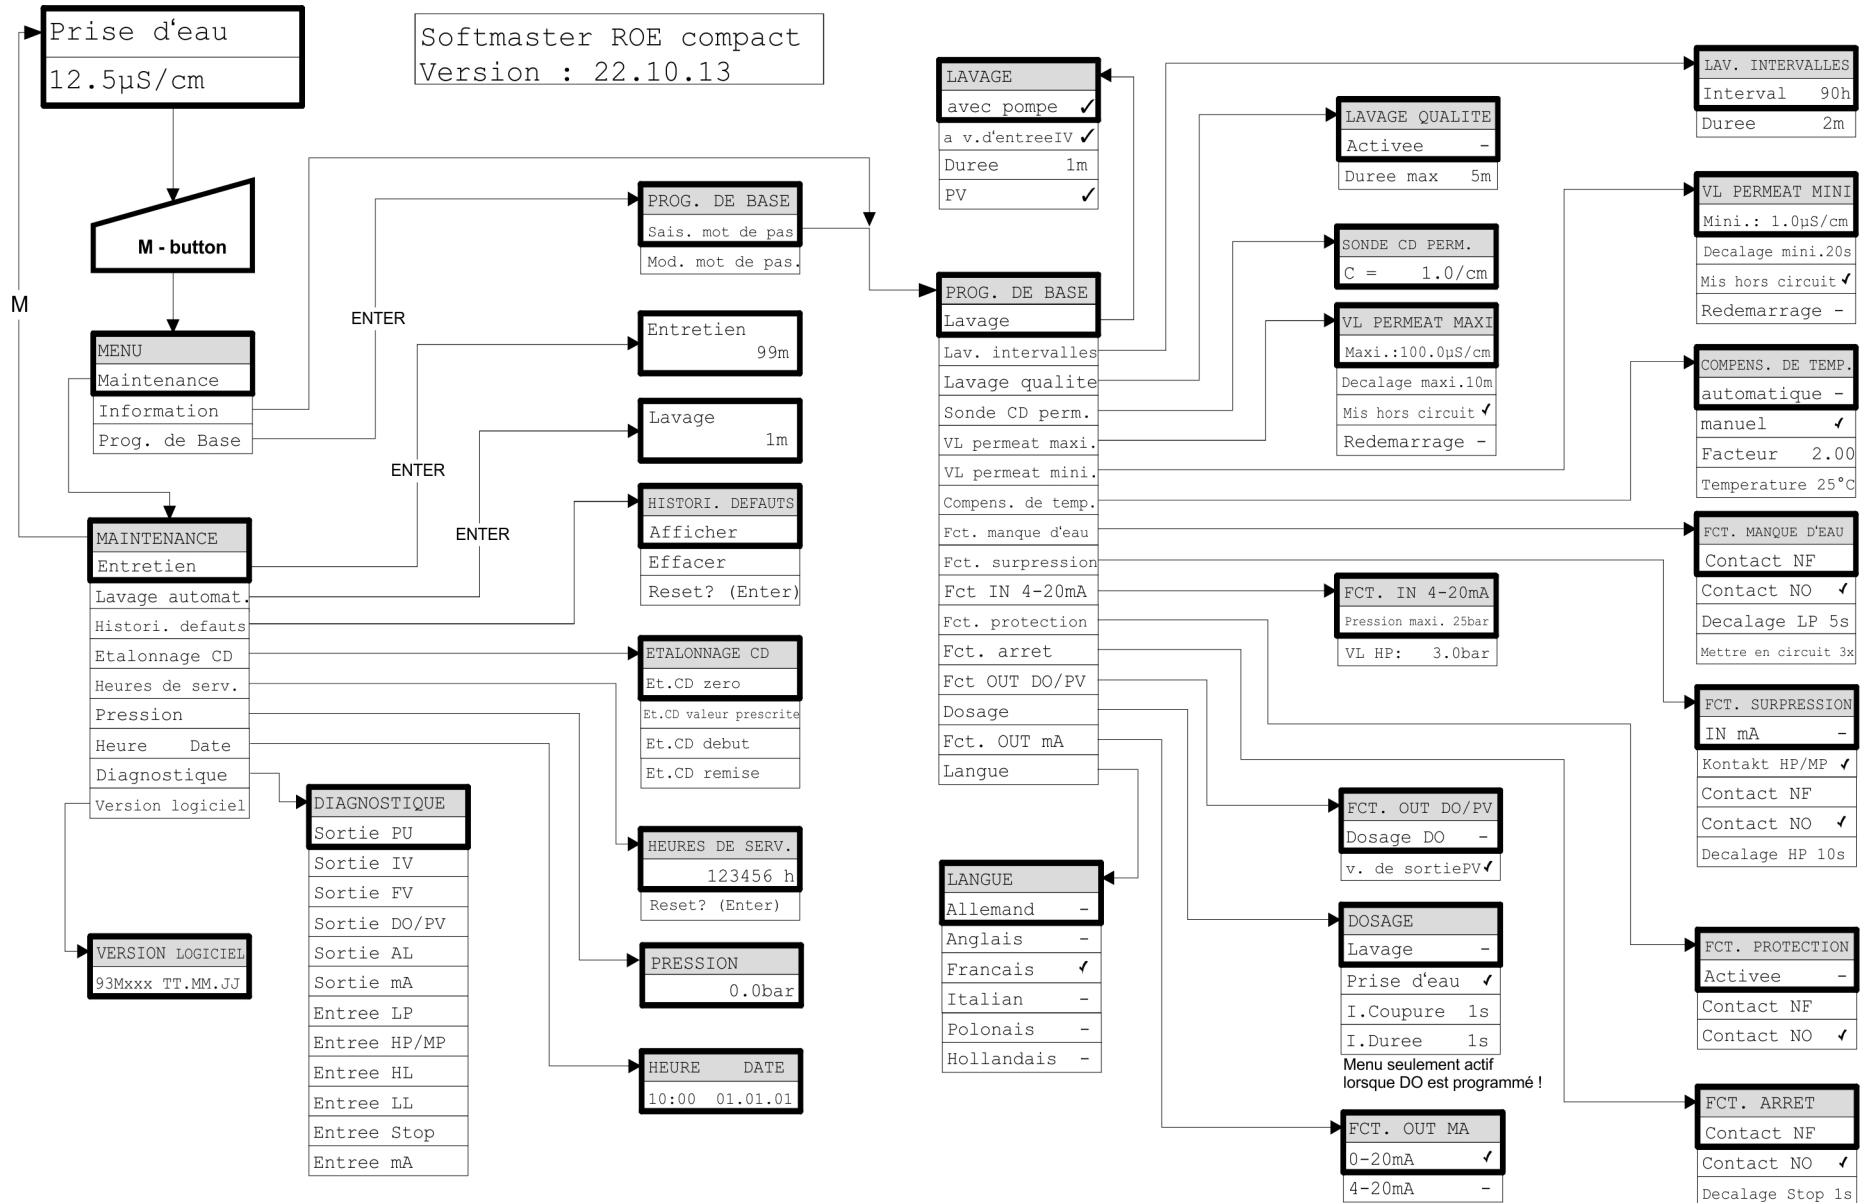 Prise d'eau
12.5µS/cm
Softmaster ROE compact
Version : 22.10.13
M - button
M
MENU
Maintenance
Information
Prog. de Base
ENTER
ENTER
ENTER
MAINTENANCE
Entretien
Lavage automat.
Histori. defauts
Etalonnage CD
Heures de serv.
Pression
Heure Date
Diagnostique
Version logiciel
VERSION LOGICIEL
93Mxxx TT.MM.JJ
DIAGNOSTIQUE
Sortie PU
Sortie IV
Sortie FV
Sortie DO/PV
Sortie AL
Sortie mA
Entree LP
Entree HP/MP
Entree HL
Entree LL
Entree Stop
Entree mA
PROG. DE BASE
Sais. mot de pas
Mod. mot de pas.
Entretien
99m
Lavage
1m
HISTORI. DEFAUTS
Afficher
Effacer
Reset? (Enter)
ETALONNAGE CD
Et.CD zero
Et.CD valeur prescrite
Et.CD debut
Et.CD remise
HEURES DE SERV.
123456 h
Reset? (Enter)
PRESSION
0.0bar
HEURE DATE
10:00 01.01.01
LAVAGE
avec pompe ✓
a v.d'entreeIV ✓
Duree 1m
PV ✓
PROG. DE BASE
Lavage
Lav. intervalles
Lavage qualite
Sonde CD perm.
VL permeat maxi.
VL permeat mini.
Compens. de temp.
Fct. manque d'eau
Fct. surpression
Fct IN 4-20mA
Fct. protection
Fct. arret
Fct OUT DO/PV
Dosage
Fct. OUT mA
Langue
LANGUE
Allemand -
Anglais -
Francais ✓
Italian -
Polonais -
Hollandais -
LAVAGE QUALITE
Activee -
Duree max 5m
SONDE CD PERM.
C = 1.0/cm
VL PERMEAT MAXI
Maxi.:100.0µS/cm
Decalage maxi.10m
Mis hors circuit ✓
Redemarrage -
FCT. IN 4-20mA
Pression maxi. 25bar
VL HP: 3.0bar
FCT. OUT DO/PV
Dosage DO -
v. de sortiePV✓
DOSAGE
Lavage -
Prise d'eau ✓
I.Coupure 1s
I.Duree 1s
Menu seulement actif
lorsque DO est programmé !
FCT. OUT MA
0-20mA ✓
4-20mA -
LAV. INTERVALLES
Interval 90h
Duree 2m
VL PERMEAT MINI
Mini.: 1.0µS/cm
Decalage mini.20s
Mis hors circuit ✓
Redemarrage -
COMPENS. DE TEMP.
automatique -
manuel ✓
Facteur 2.00
Temperature 25°C
FCT. MANQUE D'EAU
Contact NF
Contact NO ✓
Decalage LP 5s
Mettre en circuit 3x
FCT. SURPRESSION
IN mA -
Kontakt HP/MP ✓
Contact NF
Contact NO ✓
Decalage HP 10s
FCT. PROTECTION
Activee -
Contact NF
Contact NO ✓
FCT. ARRET
Contact NF
Contact NO ✓
Decalage Stop 1s